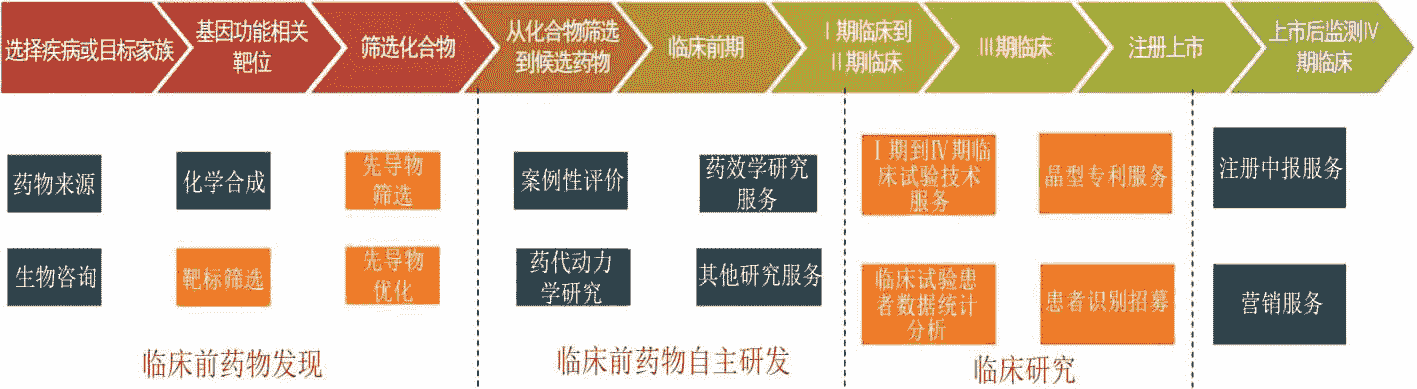 选择疾病或目标家族
基因功能相关
靶位
筛选化合物
从化合物筛选
到候选药物
临床前期
Ⅰ期临床到
Ⅱ期临床
Ⅲ期临床
注册上市
上市后监测Ⅳ
期临床
药物来源
化学合成
先导物
筛选
案例性评价
药效学研究
服务
Ⅰ期到Ⅳ期临
床试验技术
服务
晶型专利服务
注册中报服务
生物咨询
靶标筛选
先导物
优化
药代动力
学研究
其他研究服务
临床试验患
者数据统计
分析
患者识别招募
营销服务
临床前药物发现
临床前药物自主研发
临床研究